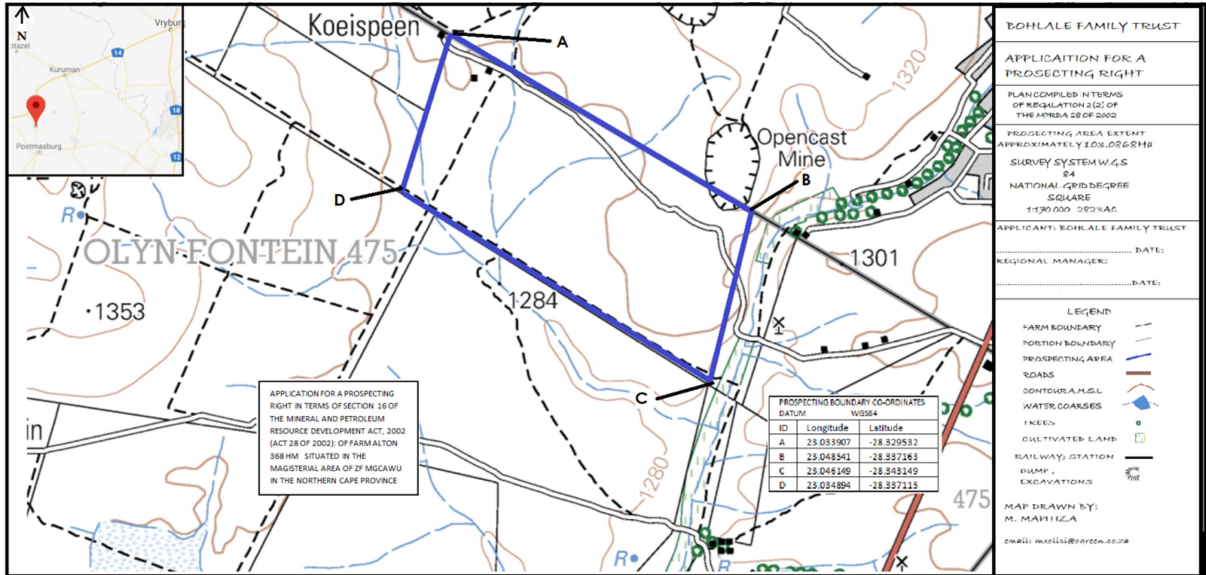 N
otazel
Vryburg
14
Kuruman
18
Postmasburg
12
Koeispeen
A
1320
Opencast
Mine
B
D
R
OLYN FONTEIN 475
1301
1353
1284
1
C
1280
in
475
R
APPLICATION FOR A PROSPECTING
RIGHT IN TERMS OF SECTION 16 OF
THE MINERAL AND PETROLEUM
RESOURCE DEVELOPMENT ACT, 2002
(ACT 28 OF 2002): OF FARM ALTON
368 HM SITUATED IN THE
MAGISTERIAL AREA OF ZF MGCAWU
IN THE NORTHERN CAPE PROVINCE
PROSPECTING BOUNDARY CO-ORDINATES
DATUM WGS84
ID Longitude Latitude
A 23.033907 -28.329532
B 23.048541 -28.337163
C 23.046149 -28.343149
D 23.034894 -28.337115
BOHLALE FAMILY TRUST
APPLICAITION FOR A
PROSECTING RIGHT
PLAN COMPILED IN TERMS
OF REGULATION 2(2) OF
THE MPRDA 28 OF 2002
PROSECTING AREA EXTENT
APPROXIMATELY 103.0868Ha
SURVEY SYSTEM W.G.S
84
NATIONAL GRID DEGREE
SQUARE
2823AC
APPLICANT: BOHLALE FAMILY TRUST
DATE:
REGIONAL MANAGER:
DATE:
LEGEND
FARM BOUNDARY
PORTION BOUNDARY
PROSPECTING AREA
ROADS
CONTOUR A.M.S.L
WATER COARSES
TREES
CULTIVATED LAND
RAILWAY; STATION
DUMP,
EXCAVATIONS
MAP DRAWN BY:
M. MAPHIZA
email: